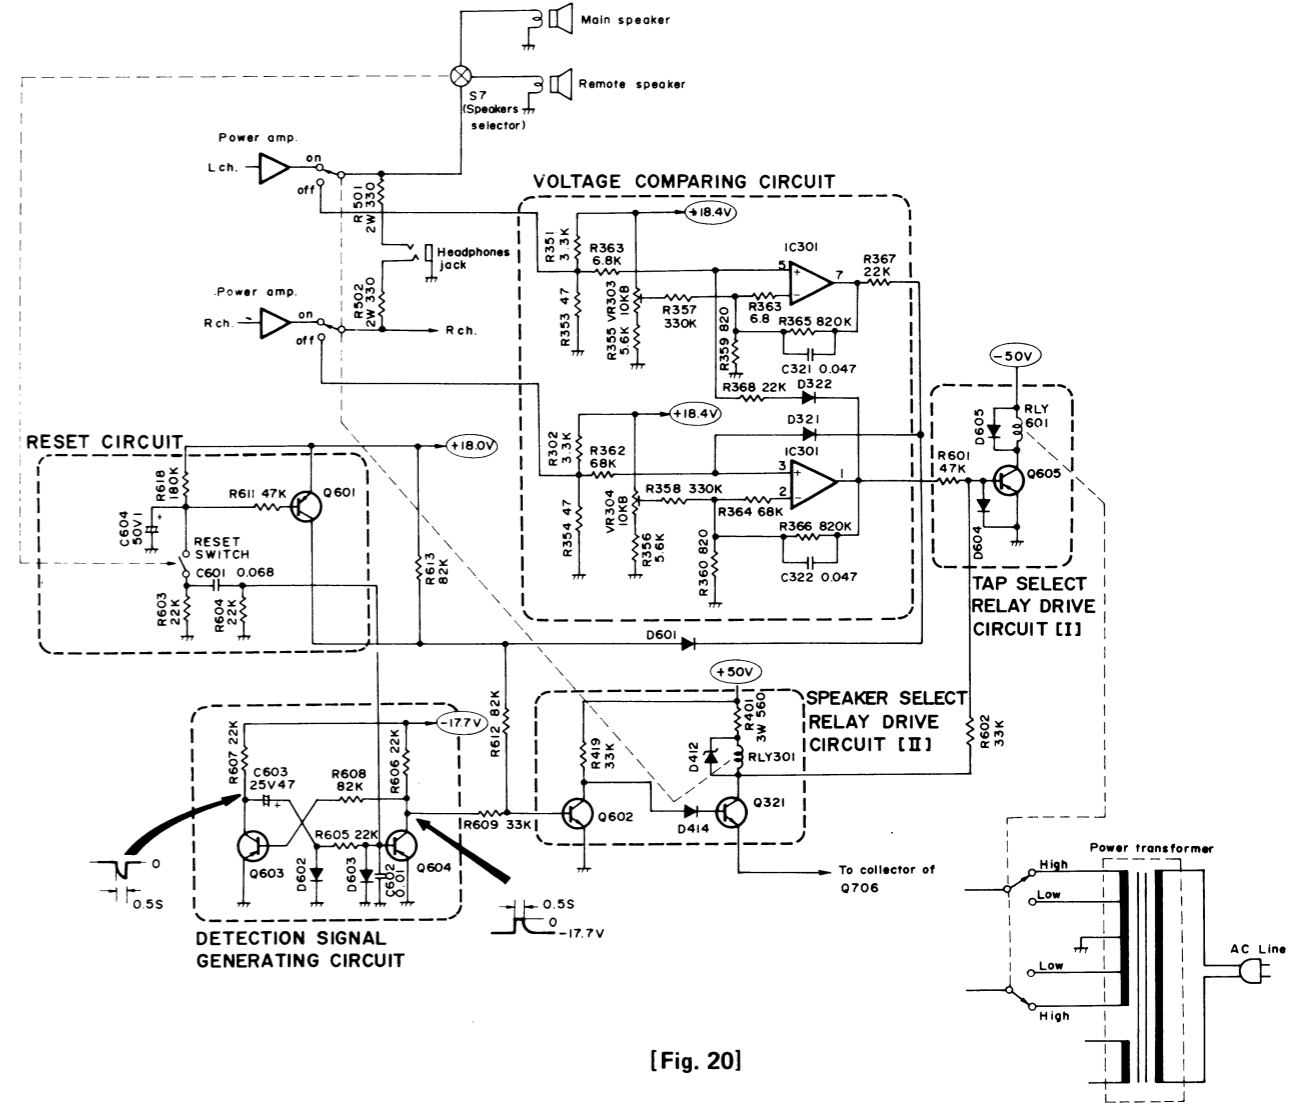 Main speaker
Remote speaker
S7
(Speakers
selector)
Power amp.
L ch.
on
off
R501
2W 330
Headphones
jack
R502
2W 330
Power amp.
R ch.
on
off
R ch.
VOLTAGE COMPARING CIRCUIT
+18.4V
R351
3.3K
R363
6.8K
R353 47
VR303
10KB
R355
5.6K
R357
330K
R359 820
IC301
5
+
−
7
R363
6.8
R365 820K
C321 0.047
R367
22K
R368 22K
D322
D321
+18.4V
R302
3.3K
R362
68K
R354 47
VR304
10KB
R356
5.6K
R358 330K
R360 820
IC301
3
+
2
−
1
R364 68K
R366 820K
C322 0.047
-50V
D605
RLY
601
R601
47K
Q605
D604
TAP SELECT
RELAY DRIVE
CIRCUIT [I]
RESET CIRCUIT
+18.0V
R618
180K
R611 47K
Q601
C604
50V1
+
RESET
SWITCH
C601 0.068
R603
22K
R604
22K
R613
82K
D601
R612 82K
+50V
SPEAKER SELECT
RELAY DRIVE
CIRCUIT [II]
R419
33K
R401
3W 560
D412
RLY301
Q602
D414
Q321
R602
33K
To collector of
Q706
-17.7V
R607 22K
C603
25V47
+
R608
82K
R606 22K
R605 22K
Q603
D602
D603
C602
0.01
Q604
R609 33K
0
0.5S
0.5S
0
-17.7V
DETECTION SIGNAL
GENERATING CIRCUIT
Power transformer
High
Low
Low
High
AC Line
[Fig. 20]